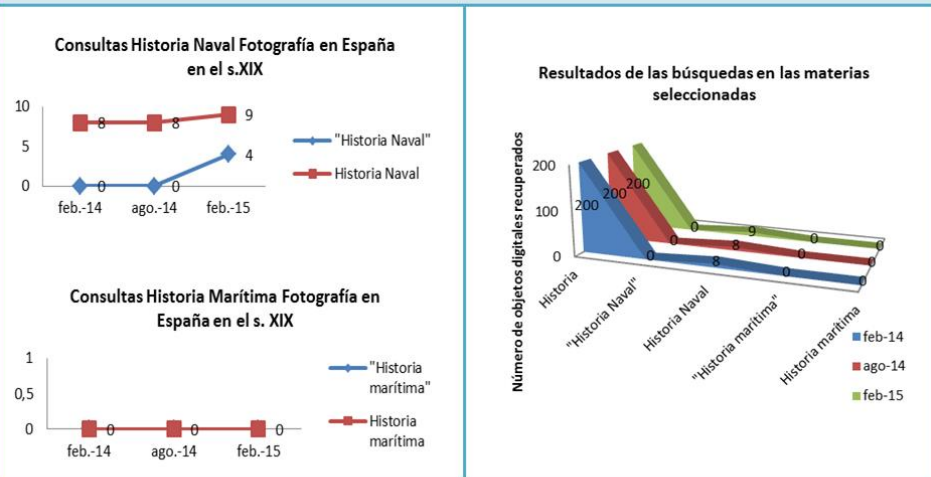 Consultas Historia Naval Fotografía en España
en el s.XIX
10
5
0
8
8
9
0
0
4
feb.-14
ago.-14
feb.-15
"Historia Naval"
Historia Naval
Consultas Historia Marítima Fotografía en
España en el s. XIX
1
0,5
0
0
0
0
feb.-14
ago.-14
feb.-15
"Historia
marítima"
Historia
marítima
Resultados de las búsquedas en las materias
seleccionadas
Número de objetos digitales recuperados
200
100
0
200
200
200
0
9
0
0
0
8
0
0
0
8
0
0
Historia
"Historia Naval"
Historia Naval
"Historia marítima"
Historia marítima
feb-14
ago-14
feb-15